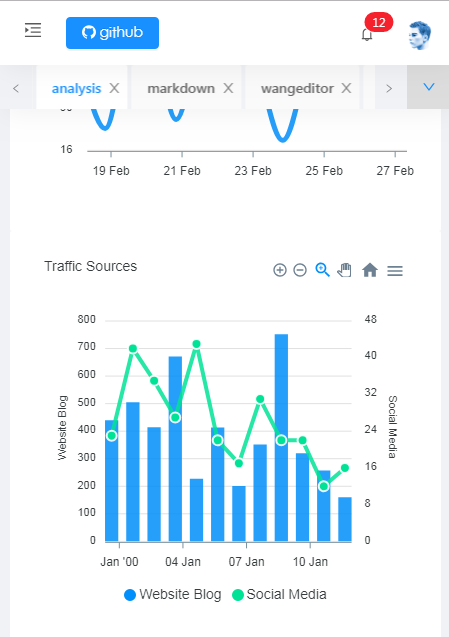 github
12
analysis
markdown
wangeditor
16
19 Feb 21 Feb 23 Feb 25 Feb 27 Feb
Traffic Sources
800 48
700
600 40
500 32
400 24
300
200 16
100 8
0 0
Website Blog
Social Media
Jan '00 04 Jan 07 Jan 10 Jan
Website Blog Social Media